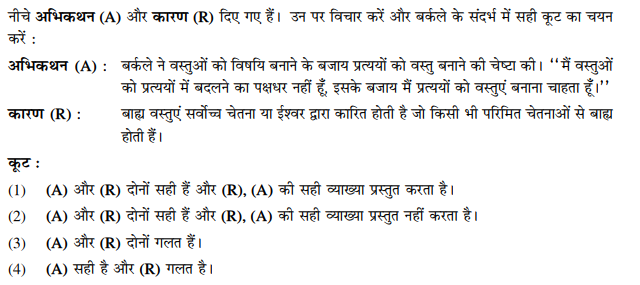 नीचे अभिकथन (A) और कारण (R) दिए गए हैं। उन पर विचार करें और बर्कले के संदर्भ में सही कूट का चयन
करें :
अभिकथन (A) : बर्कले ने वस्तुओं को विषयि बनाने के बजाय प्रत्ययों को वस्तु बनाने की चेष्टा की। ‘‘मैं वस्तुओं
को प्रत्ययों में बदलने का पक्षधर नहीं हूँ, इसके बजाय मैं प्रत्ययों को वस्तुएं बनाना चाहता हूँ।’’
कारण (R) : बाह्य वस्तुएं सर्वोच्च चेतना या ईश्वर द्वारा कारित होती है जो किसी भी परिमित चेतनाओं से बाह्य
होती हैं।
कूट :
(1) (A) और (R) दोनों सही हैं और (R), (A) की सही व्याख्या प्रस्तुत करता है।
(2) (A) और (R) दोनों सही हैं और (R), (A) की सही व्याख्या प्रस्तुत नहीं करता है।
(3) (A) और (R) दोनों गलत हैं।
(4) (A) सही है और (R) गलत है।